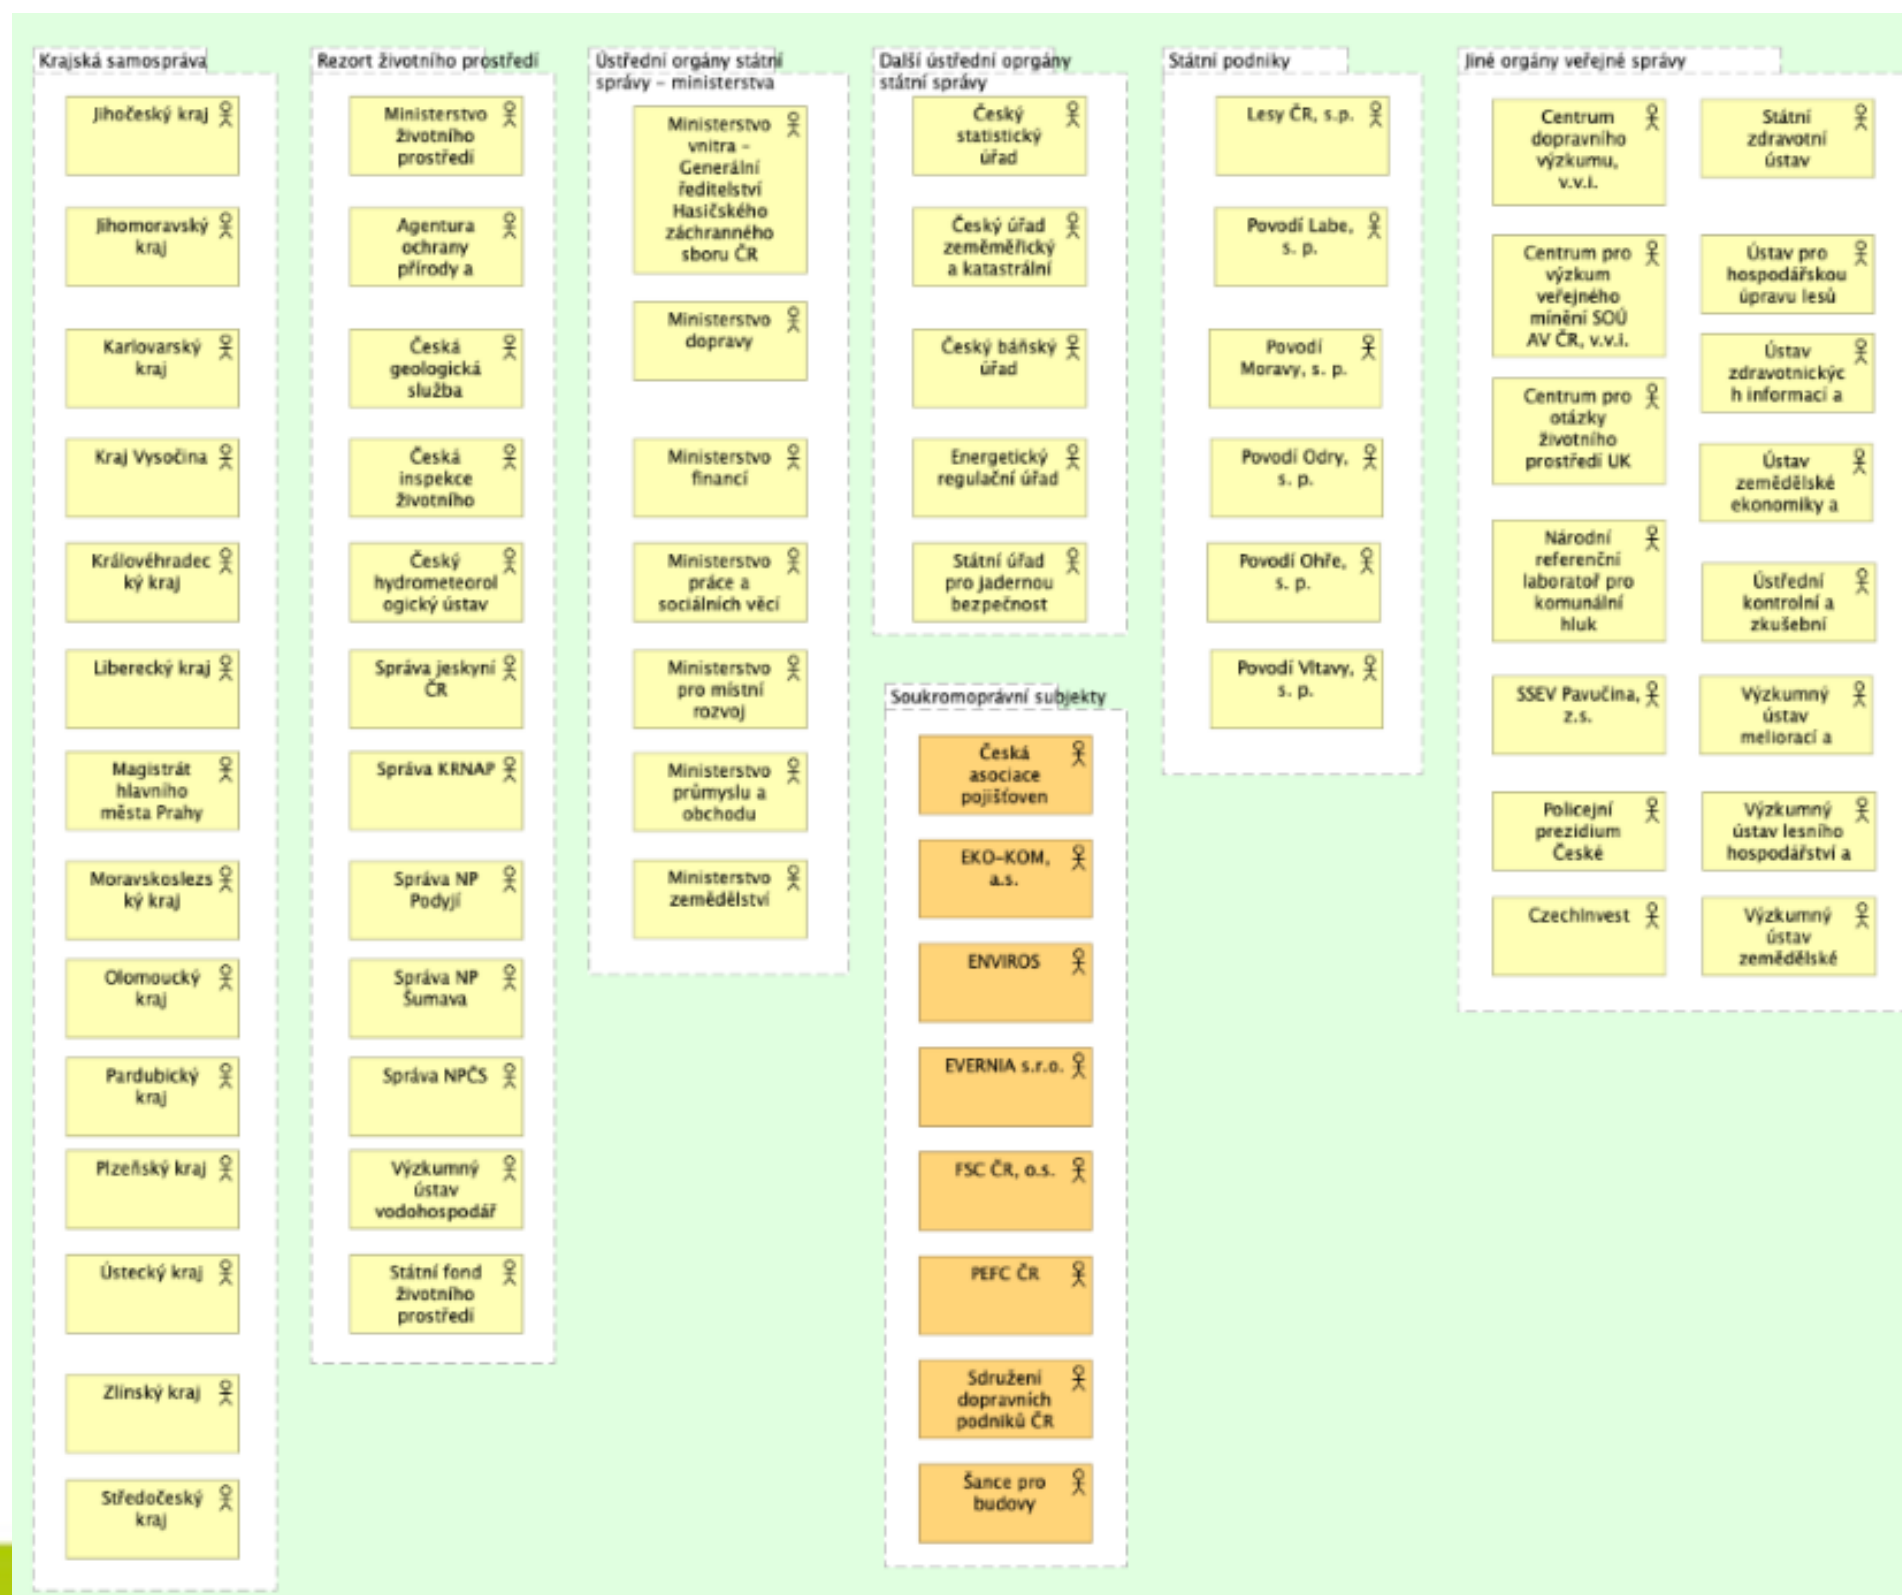 Krajská samospráva
Jihočeský kraj
Jihomoravský
kraj
Karlovarský
kraj
Kraj Vysočina
Královéhradec
ký kraj
Liberecký kraj
Magistrát
hlavního
města Prahy
Moravskoslezs
ký kraj
Olomoucký
kraj
Pardubický
kraj
Plzeňský kraj
Ústecký kraj
Zlínský kraj
Středočeský
kraj
Rezort životního prostředí
Ministerstvo
životního
prostředí
Agentura
ochrany
přírody a
Česká
geologická
služba
Česká
inspekce
životního
Český
hydrometeorol
ogický ústav
Správa jeskyní
ČR
Správa KRNAP
Správa NP
Podyjí
Správa NP
Šumava
Správa NPČS
Výzkumný
ústav
vodohospodář
Státní fond
životního
prostředí
Ústřední orgány státní
správy – ministerstva
Ministerstvo
vnitra –
Generální
ředitelství
Hasičského
záchranného
sboru ČR
Ministerstvo
dopravy
Ministerstvo
financí
Ministerstvo
práce a
sociálních věcí
Ministerstvo
pro místní
rozvoj
Ministerstvo
průmyslu a
obchodu
Ministerstvo
zemědělství
Další ústřední oprgány
státní správy
Český
statistický
úřad
Český úřad
zeměměřický
a katastrální
Český báňský
úřad
Energetický
regulační úřad
Státní úřad
pro jadernou
bezpečnost
Soukromoprávní subjekty
Česká
asociace
pojišťoven
EKO–KOM,
a.s.
ENVIROS
EVERNIA s.r.o.
FSC ČR, o.s.
PEFC ČR
Sdružení
dopravních
podniků ČR
Šance pro
budovy
Státní podniky
Lesy ČR, s.p.
Povodí Labe,
s. p.
Povodí
Moravy, s. p.
Povodí Odry,
s. p.
Povodí Ohře,
s. p.
Povodí Vltavy,
s. p.
Jiné orgány veřejné správy
Centrum
dopravního
výzkumu,
v.v.i.
Centrum pro
výzkum
veřejného
mínění SOÚ
AV ČR, v.v.i.
Centrum pro
otázky
životního
prostředí UK
Národní
referenční
laboratoř pro
komunální
hluk
SSEV Pavučina,
z.s.
Policejní
prezidium
České
CzechInvest
Státní
zdravotní
ústav
Ústav pro
hospodářskou
úpravu lesů
Ústav
zdravotnickýc
h informací a
Ústav
zemědělské
ekonomiky a
Ústřední
kontrolní a
zkušební
Výzkumný
ústav
meliorací a
Výzkumný
ústav lesního
hospodářství a
Výzkumný
ústav
zemědělské